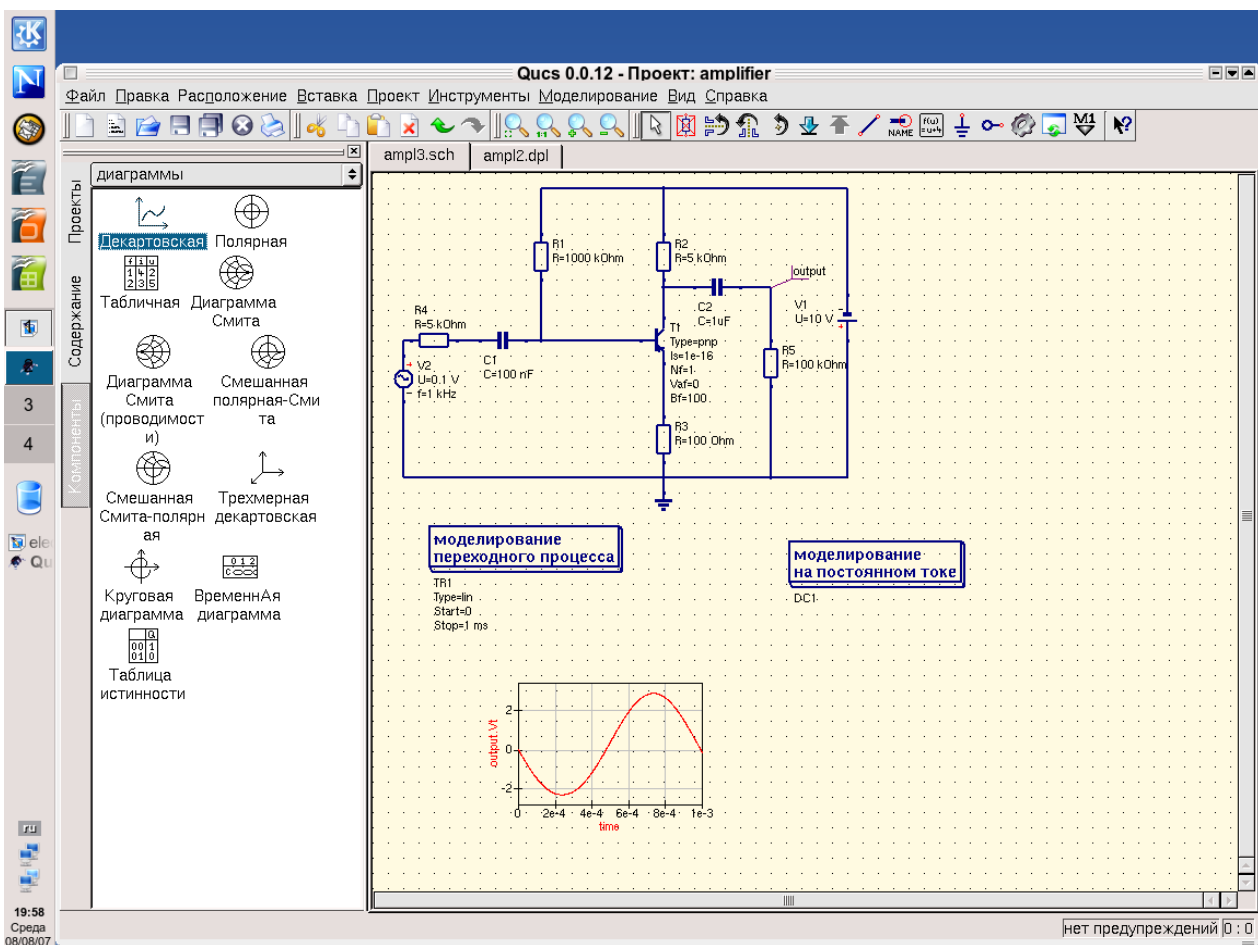 Qucs 0.0.12 - Проект: amplifier
Файл Правка Расположение Вставка Проект Инструменты Моделирование Вид Справка
NAME
ampl3.sch
ampl2.dpl
Проекты
Содержание
Компоненты
диаграммы
Декартовская
Полярная
Табличная
Диаграмма
Смита
Диаграмма
Смита
(проводимост
и)
Смешанная
полярная-Сми
та
Смешанная
Смита-полярн
ая
Трехмерная
декартовская
Круговая
диаграмма
ВременнАя
диаграмма
Таблица
истинности
R1
R=1000 kOhm
R2
R=5 kOhm
output
R4
R=5 kOhm
C1
C=100 nF
V2
U=0.1 V
f=1 kHz
C2
C=1uF
T1
Type=pnp
Is=1e-16
Nf=1
Vaf=0
Bf=100
V1
U=10 V
R5
R=100 kOhm
R3
R=100 Ohm
моделирование
переходного процесса
TR1
Type=lin
Start=0
Stop=1 ms
моделирование
на постоянном токе
DC1
output.Vt
2
0
-2
0 2e-4 4e-4 6e-4 8e-4 1e-3
time
3
4
ele
Qu
ru
19:58
Среда
08/08/07
нет предупреждений 0 : 0